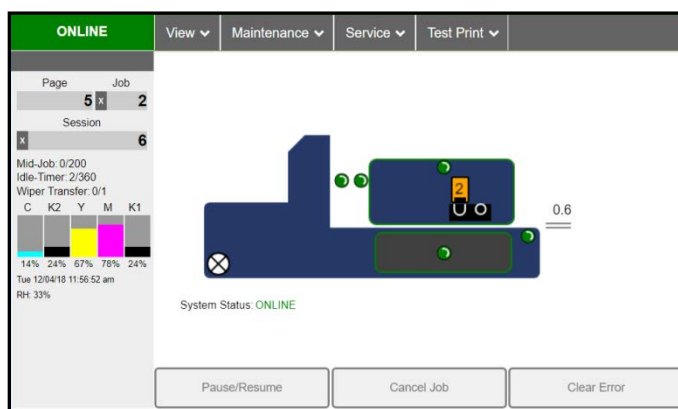 ONLINE
View Maintenance Service Test Print
Page Job
5 x 2
Session
x 6
Mid-Job: 0/200
Idle-Timer: 2/360
Wiper Transfer: 0/1
C K2 Y M K1
14% 24% 67% 78% 24%
Tue 12/04/18 11:56:52 am
RH: 33%
2
0.6
System Status: ONLINE
Pause/Resume Cancel Job Clear Error